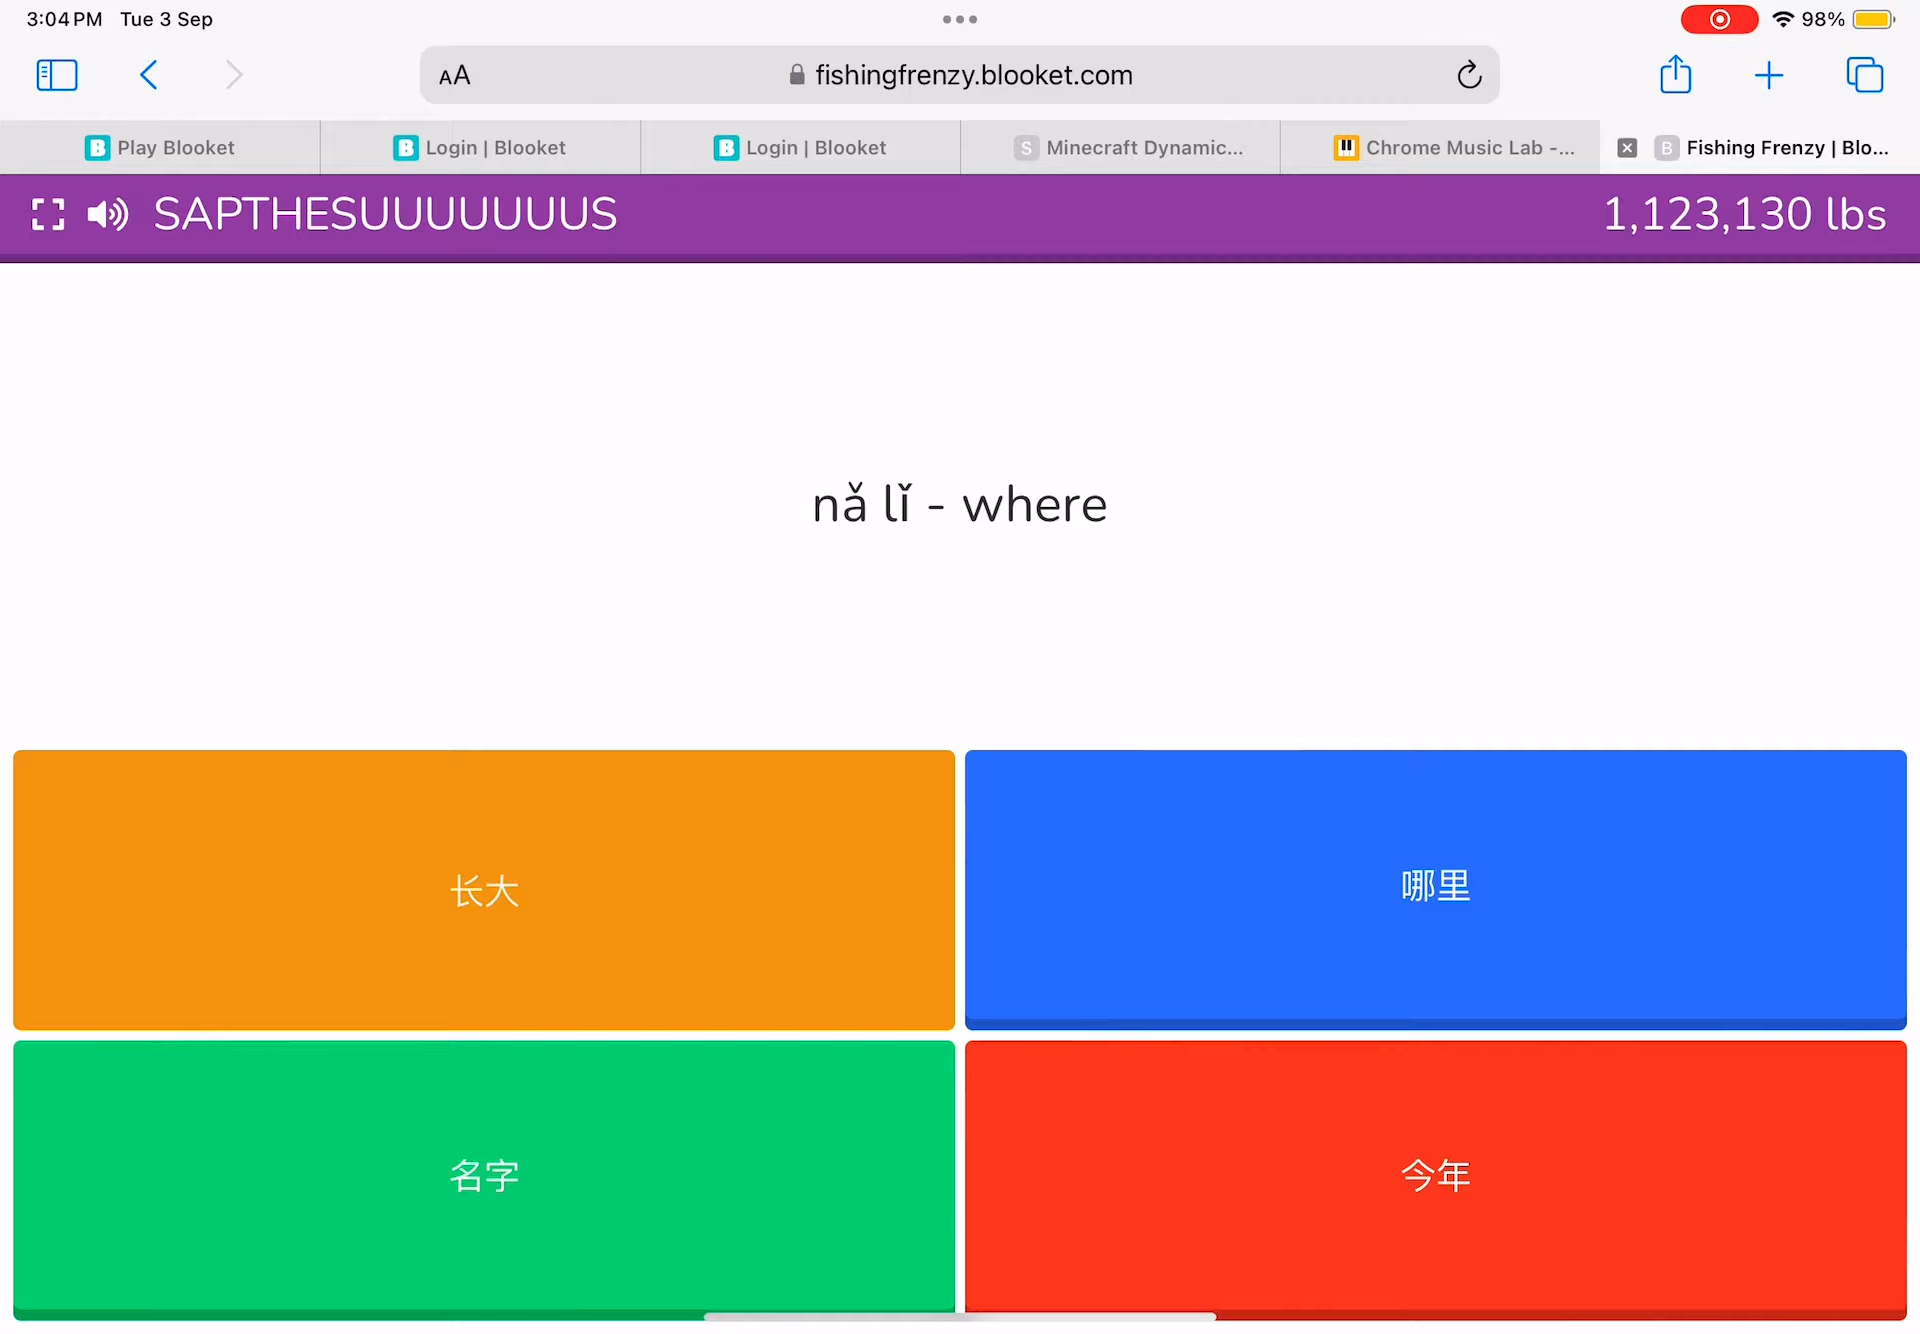 3:04 PM Tue 3 Sep
98%
AA
fishingfrenzy.blooket.com
Play Blooket
Login | Blooket
Login | Blooket
S Minecraft Dynamic...
Chrome Music Lab -...
B Fishing Frenzy | Blo...
SAPTHESUUUUUUUS
1,123,130 lbs
nǎ lǐ - where
长大
哪里
名字
今年